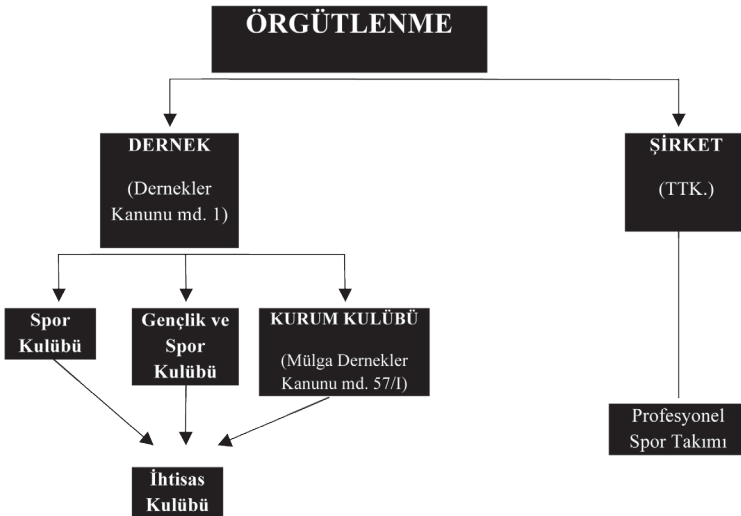 ÖRGÜTLENME
DERNEK
(Dernekler
Kanunu md. 1)
ŞİRKET
(TTK.)
Spor
Kulübü
Gençlik ve
Spor
Kulübü
KURUM KULÜBÜ
(Mülga Dernekler
Kanunu md. 57/I)
Profesyonel
Spor Takımı
İhtisas
Kulübü